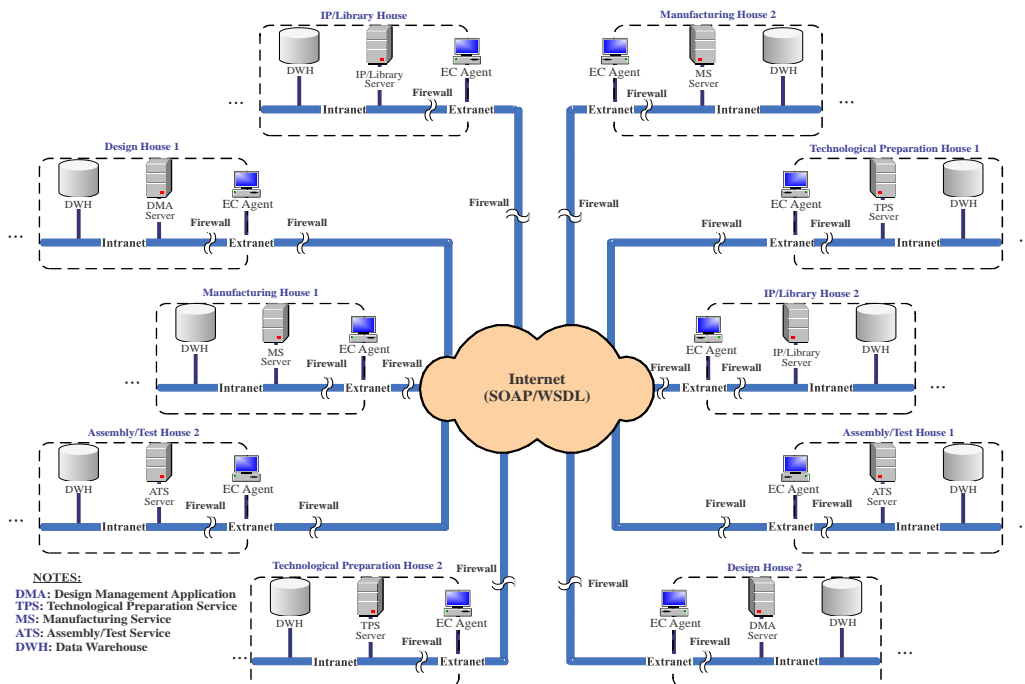 IP/Library House
DWH
IP/Library
Server
EC Agent
Firewall
Intranet
Extranet
...
Firewall
Manufacturing House 2
EC Agent
MS
Server
DWH
Firewall
Extranet
Intranet
...
Firewall
Design House 1
DWH
DMA
Server
EC Agent
Firewall
Firewall
...
Intranet
Extranet
Technological Preparation 1
EC Agent
TPS
Server
DWH
Firewall
Firewall
Extranet
Intranet
.
Manufacturing House 1
DWH
MS
Server
EC Agent
Firewall
Firewall
...
Intranet
Extranet
Internet
(SOAP/WSDL)
IP/Library House 2
EC Agent
IP/Library
Server
DWH
Firewall
Firewall
Extranet
Intranet
...
Assembly/Test House 2
DWH
ATS
Server
EC Agent
Firewall
Firewall
...
Intranet
Extranet
Assembly/Test House 1
EC Agent
ATS
Server
DWH
Firewall
Firewall
Extranet
Intranet
.
Technological Preparation House 2
Firewall
DWH
TPS
Server
EC Agent
Firewall
...
Intranet
Extranet
Design House 2
Firewall
EC Agent
DMA
Server
DWH
Firewall
Extranet
Intranet
...
NOTES:
DMA: Design Management Application
TPS: Technological Preparation Service
MS: Manufacturing Service
ATS: Assembly/Test Service
DWH: Data Warehouse